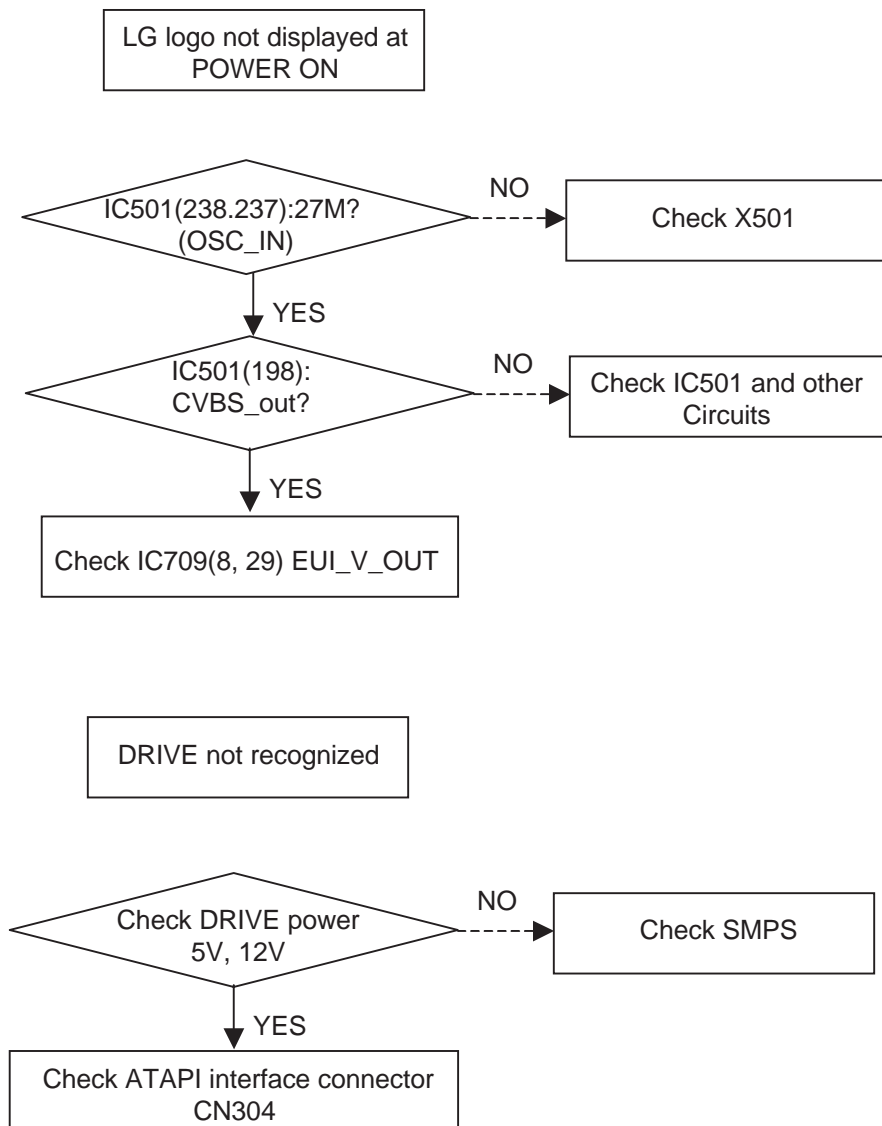 LG logo not displayed at
POWER ON
IC501(238.237):27M?
(OSC_IN)
NO
Check X501
YES
IC501(198):
CVBS_out?
NO
Check IC501 and other
Circuits
YES
Check IC709(8, 29) EUI_V_OUT
DRIVE not recognized
Check DRIVE power
5V, 12V
NO
Check SMPS
YES
Check ATAPI interface connector
CN304